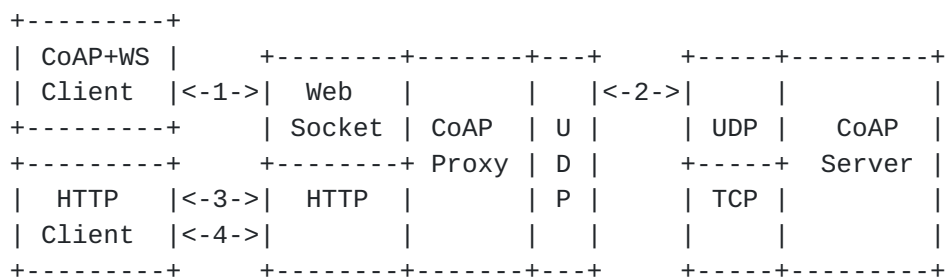 +---------+
| CoAP+WS |     +--------+-------+---+     +-----+---------+
| Client  |<-1->|  Web   |       |   |<-2->|     |         |
+---------+     | Socket | CoAP  | U |     | UDP |   CoAP  |
+---------+     +--------+ Proxy | D |     +-----+  Server |
|  HTTP   |<-3->|  HTTP  |       | P |     | TCP |         |
| Client  |<-4->|        |       |   |     |     |         |
+---------+     +--------+-------+---+     +-----+---------+